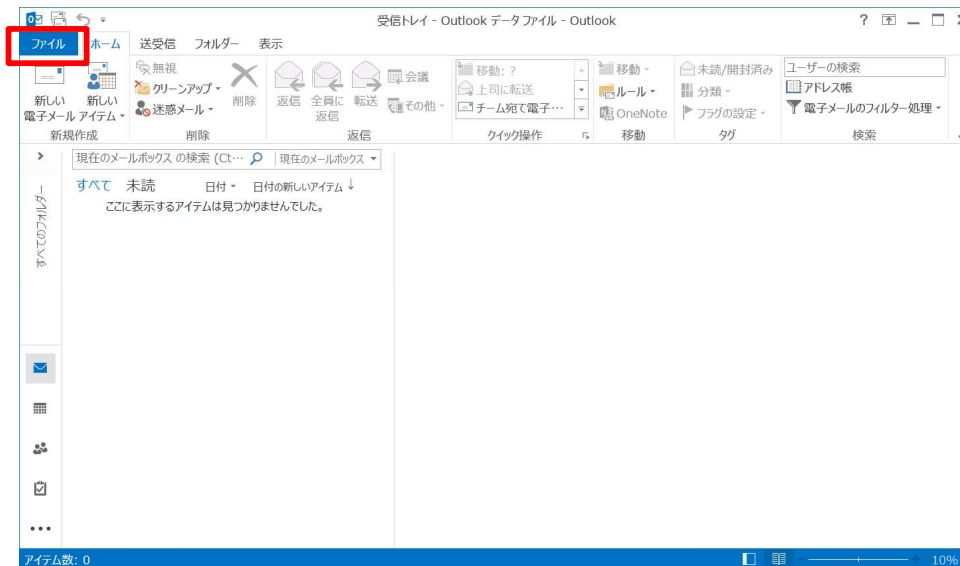 受信トレイ - Outlook データ ファイル - Outlook
ファイル ホーム 送受信 フォルダー 表示
新しい
電子メール
新しい
アイテム
新規作成
無視
クリーンアップ
迷惑メール
削除
削除
返信
全員に
返信
転送
会議
その他
返信
移動: ?
上司に転送
チーム宛て電子…
クイック操作
移動
ルール
OneNote
移動
未読/開封済み
分類
フラグの設定
タグ
ユーザーの検索
アドレス帳
電子メールのフィルター処理
検索
現在のメールボックス の検索 (Ct… 現在のメールボックス
すべて 未読 日付 日付の新しいアイテム ↓
ここに表示するアイテムは見つかりませんでした。
すべてのフォルダー
アイテム数: 0
10%